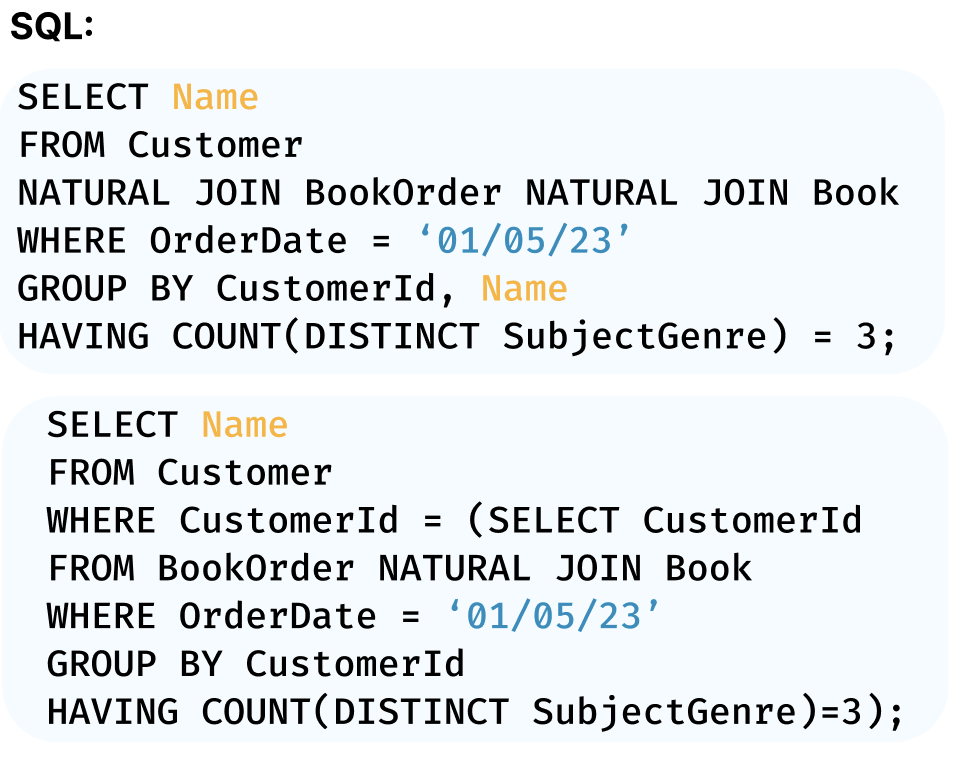 SQL:
SELECT Name
FROM Customer
NATURAL JOIN BookOrder NATURAL JOIN Book
WHERE OrderDate = ‘01/05/23’
GROUP BY CustomerId, Name
HAVING COUNT(DISTINCT SubjectGenre) = 3;
SELECT Name
FROM Customer
WHERE CustomerId = (SELECT CustomerId
FROM BookOrder NATURAL JOIN Book
WHERE OrderDate = ‘01/05/23’
GROUP BY CustomerId
HAVING COUNT(DISTINCT SubjectGenre)=3);